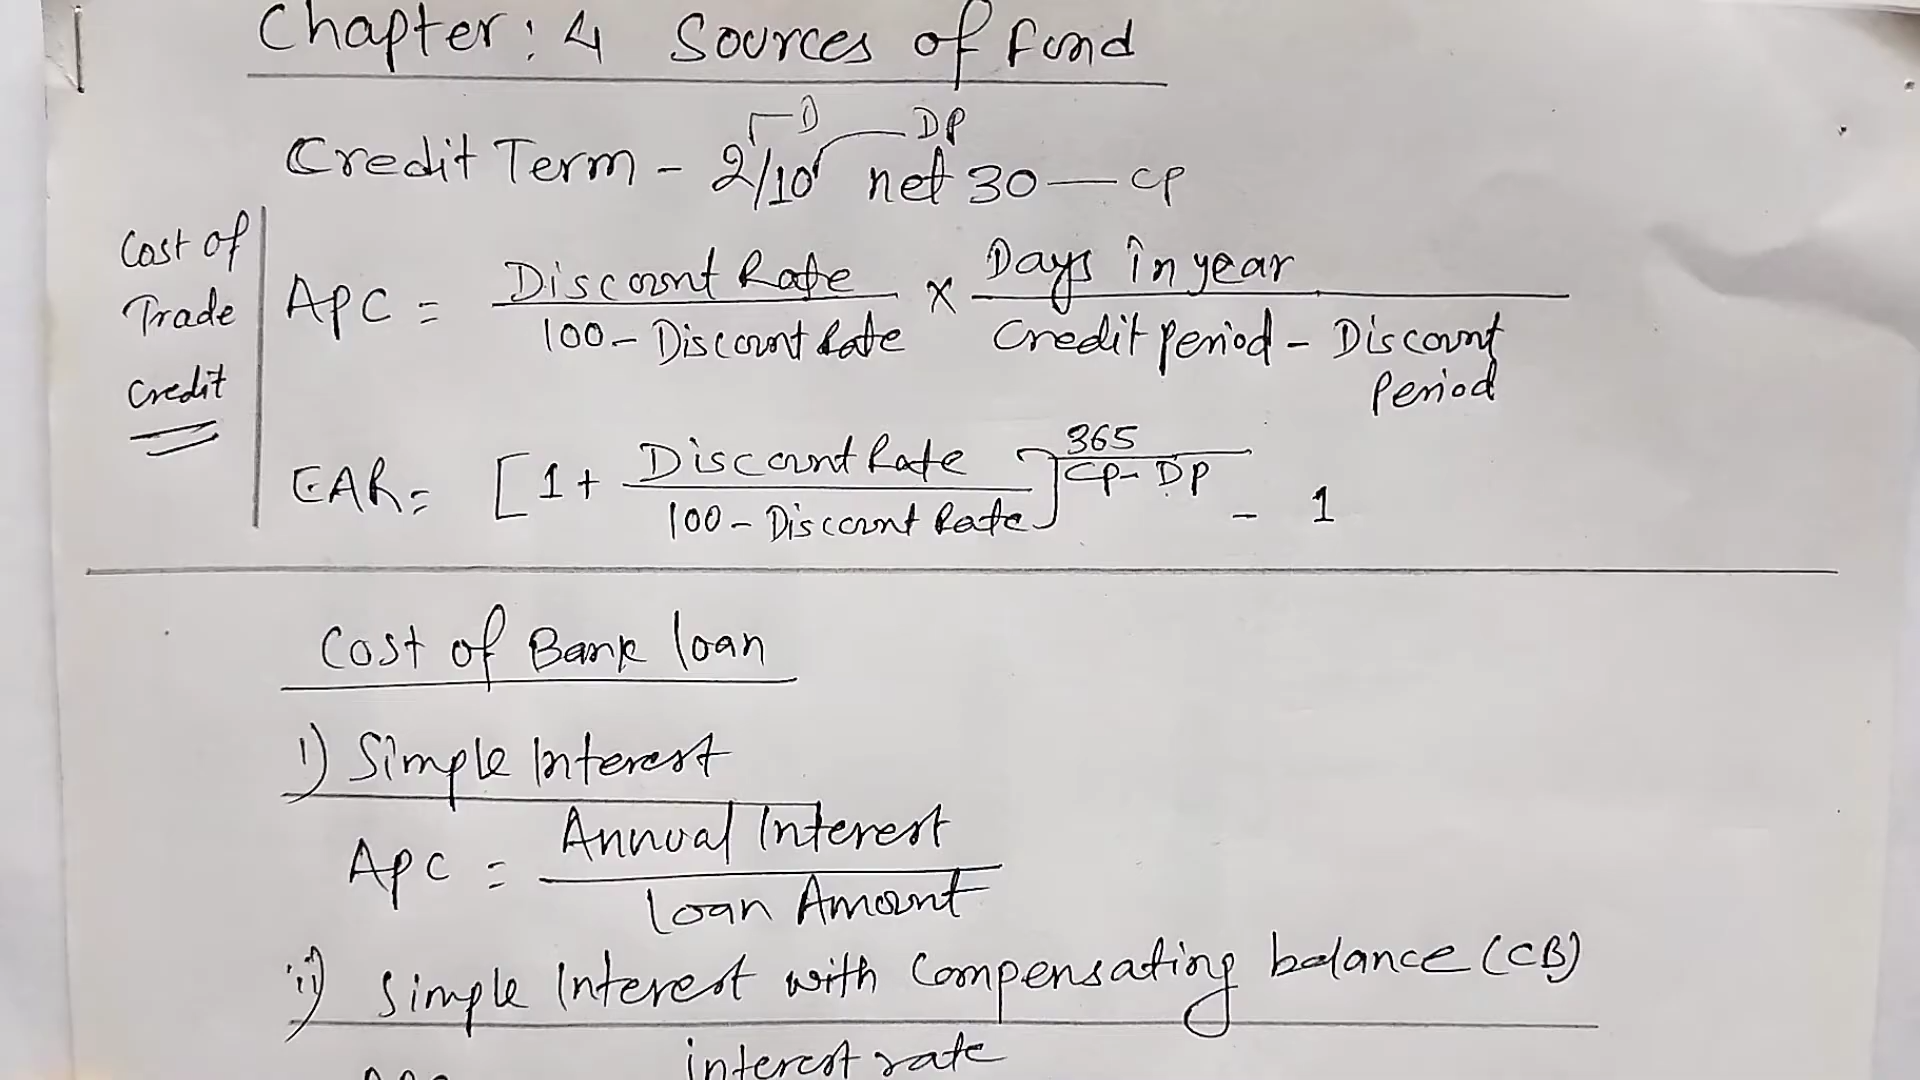 Chapter: 4 Sources of Fund
D DP
Credit Term - 2/10 net 30 — CP
Cost of
Trade
Credit
APC = Discount Rate / 100 - Discount Rate × Days in year / Credit period - Discount period
EAR = [1 + Discount Rate / 100 - Discount Rate] 365 / CP - DP - 1
Cost of Bank loan
i) Simple Interest
APC = Annual Interest / Loan Amount
ii) Simple Interest with Compensating balance (CB)
interest rate